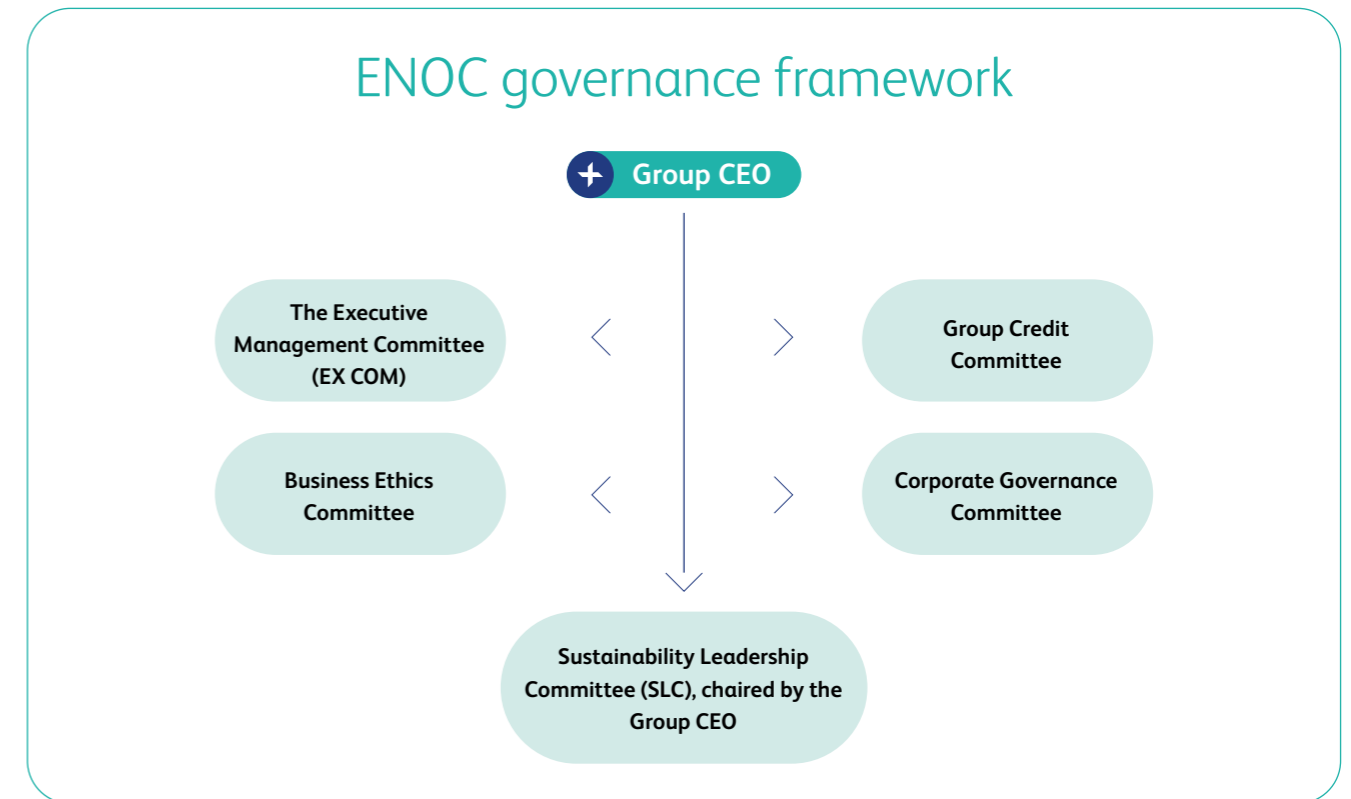 ENOC governance framework
Group CEO
The Executive
Management Committee
(EX COM)
Group Credit
Committee
Business Ethics
Committee
Corporate Governance
Committee
Sustainability Leadership
Committee (SLC), chaired by the
Group CEO